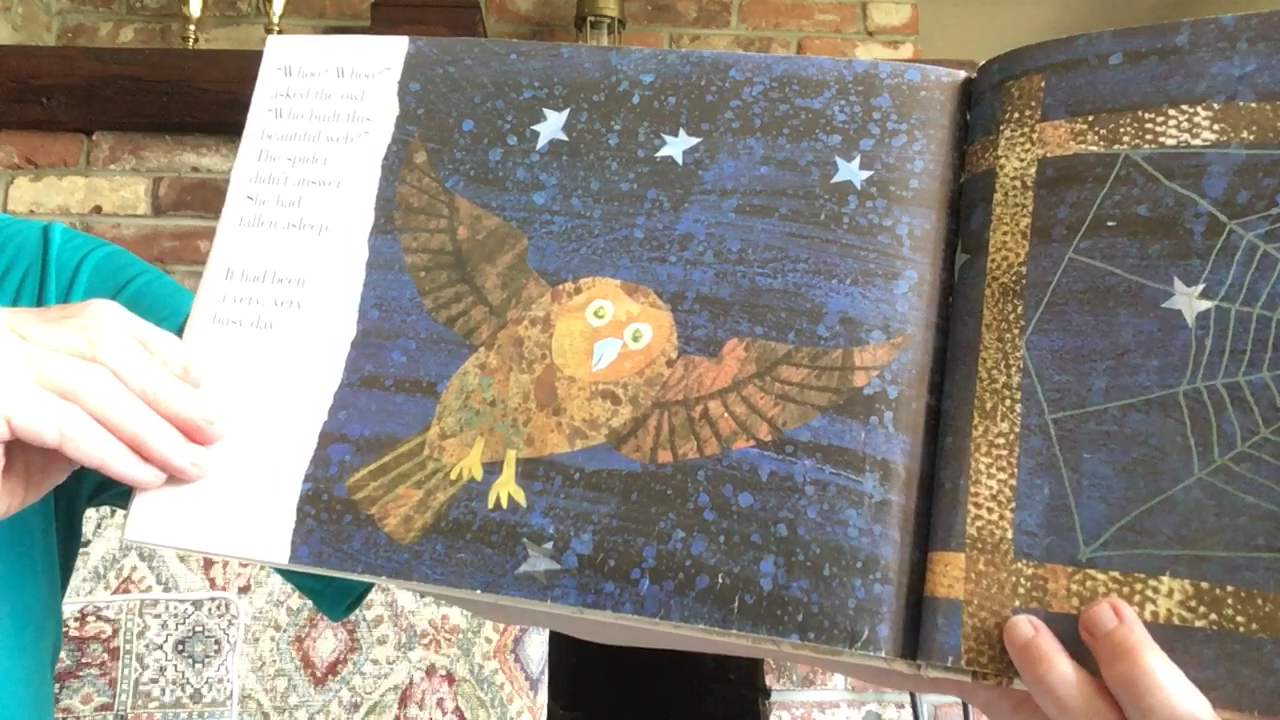 "Whoo? Whoo?"
asked the owl.
"Who built this
beautiful web?"
The spider
didn't answer.
She had
fallen asleep.
It had been
a very, very
busy day.